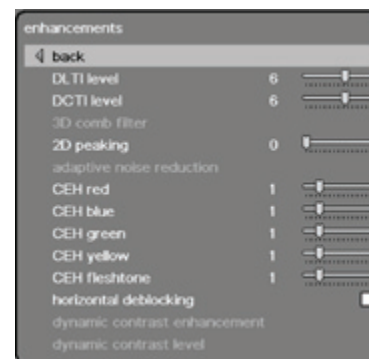 enhancements
back
DLTI level 6
DCTI level 6
3D comb filter
2D peaking 0
adaptive noise reduction
CEH red 1
CEH blue 1
CEH green 1
CEH yellow 1
CEH fleshtone 1
horizontal deblocking
dynamic contrast enhancement
dynamic contrast level